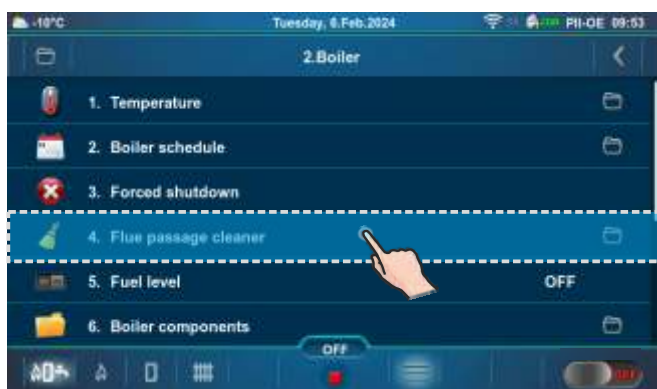 -10°C Tuesday, 6.Feb.2024 PII-OE 09:53
2.Boiler
1. Temperature
2. Boiler schedule
3. Forced shutdown
4. Flue passage cleaner
5. Fuel level OFF
6. Boiler components
OFF
OFF